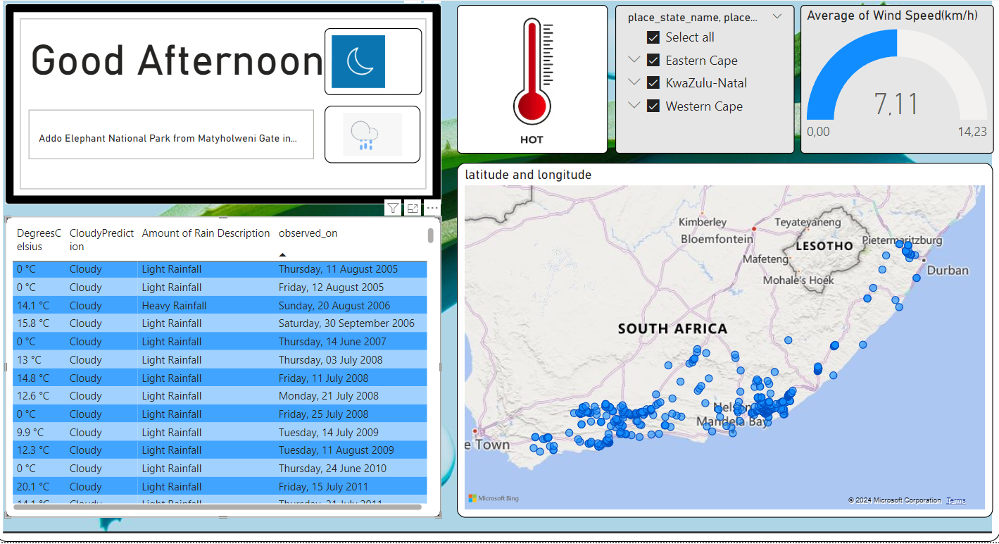 Good Afternoon
Addo Elephant National Park from Matyholweni Gate in...
HOT
place_state_name, place...
Select all
Eastern Cape
KwaZulu-Natal
Western Cape
Average of Wind Speed(km/h)
7,11
0,00 14,23
DegreesC
elsius
CloudyPredict
ion
Amount of Rain Description
observed_on
0 °C Cloudy Light Rainfall Thursday, 11 August 2005
0 °C Cloudy Light Rainfall Friday, 12 August 2005
14.1 °C Cloudy Heavy Rainfall Sunday, 20 August 2006
15.8 °C Cloudy Light Rainfall Saturday, 30 September 2006
0 °C Cloudy Light Rainfall Thursday, 14 June 2007
13 °C Cloudy Light Rainfall Thursday, 03 July 2008
14.8 °C Cloudy Light Rainfall Friday, 11 July 2008
12.6 °C Cloudy Light Rainfall Monday, 21 July 2008
0 °C Cloudy Light Rainfall Friday, 25 July 2008
9.9 °C Cloudy Light Rainfall Tuesday, 14 July 2009
12.3 °C Cloudy Light Rainfall Tuesday, 11 August 2009
0 °C Cloudy Light Rainfall Thursday, 24 June 2010
20.1 °C Cloudy Light Rainfall Friday, 15 July 2011
latitude and longitude
Kimberley
Teyateyaneng
Bloemfontein
LESOTHO
Pietermaritzburg
Mafeteng
Durban
Mohale's Hoek
SOUTH AFRICA
Nelson
Mandela Bay
e Town
Microsoft Bing
© 2024 Microsoft Corporation Terms